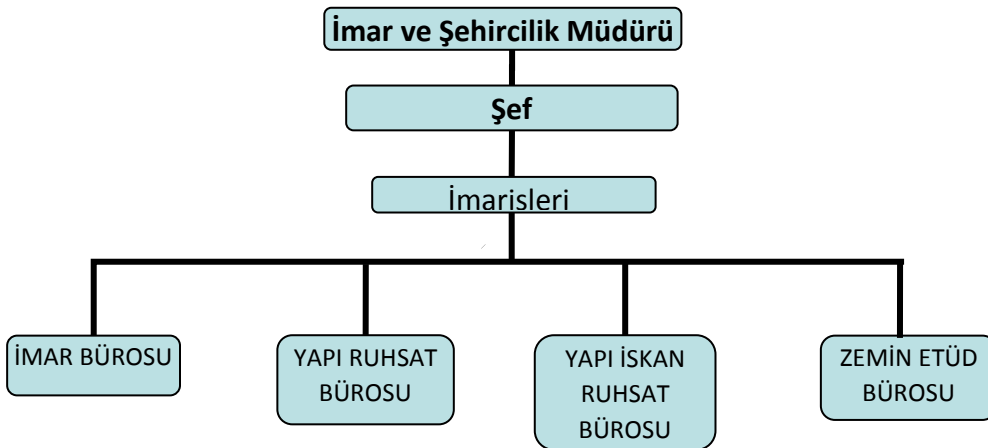 İmar ve Şehircilik Müdürü
Şef
İmarisleri
İMAR BÜROSU
YAPI RUHSAT
BÜROSU
YAPI İSKAN
RUHSAT
BÜROSU
ZEMİN ETÜD
BÜROSU